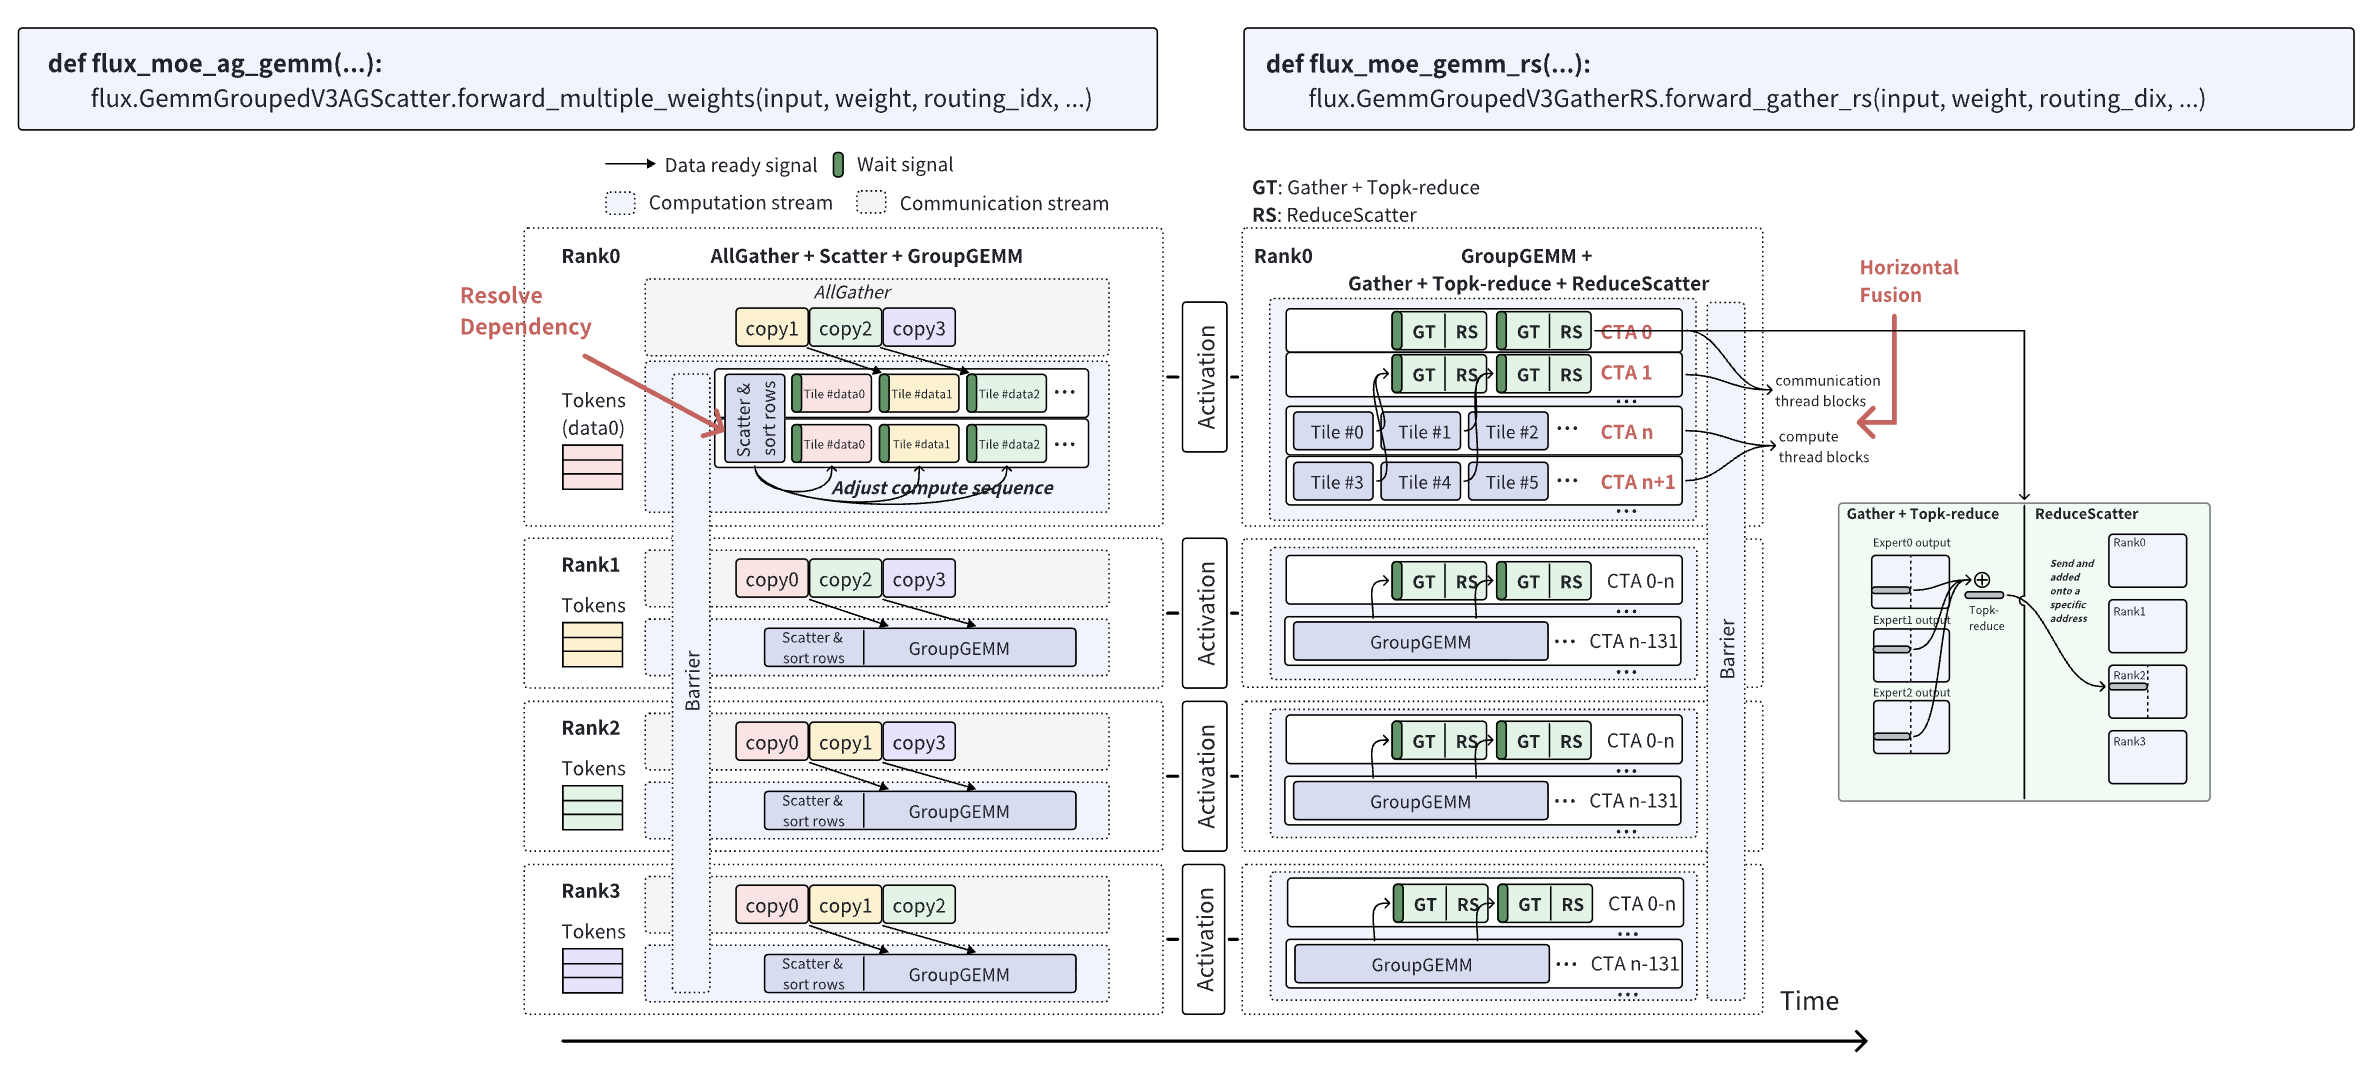 def flux_moe_ag_gemm(...):
flux.GemmGroupedV3AGScatter.forward_multiple_weights(input, weight, routing_idx, ...)
def flux_moe_gemm_rs(...):
flux.GemmGroupedV3GatherRS.forward_gather_rs(input, weight, routing_dix, ...)
Data ready signal
Wait signal
Computation stream
Communication stream
GT: Gather + Topk-reduce
RS: ReduceScatter
Rank0
AllGather + Scatter + GroupGEMM
Resolve
Dependency
AllGather
copy1 copy2 copy3
Tokens
(data0)
Scatter &
sort rows
Tile #data0 Tile #data1 Tile #data2 ...
Tile #data0 Tile #data1 Tile #data2 ...
Adjust compute sequence
Rank1
Tokens
copy0 copy2 copy3
Scatter &
sort rows
GroupGEMM
Rank2
Tokens
copy0 copy1 copy3
Scatter &
sort rows
GroupGEMM
Rank3
Tokens
copy0 copy1 copy2
Scatter &
sort rows
GroupGEMM
Barrier
Activation
Activation
Activation
Activation
Rank0
GroupGEMM +
Gather + Topk-reduce + ReduceScatter
GT RS GT RS CTA 0
GT RS GT RS CTA 1
...
Tile #0 Tile #1 Tile #2 ... CTA n
Tile #3 Tile #4 Tile #5 ... CTA n+1
...
GT RS GT RS CTA 0-n
...
GroupGEMM ... CTA n-131
...
GT RS GT RS CTA 0-n
...
GroupGEMM ... CTA n-131
...
GT RS GT RS CTA 0-n
...
GroupGEMM ... CTA n-131
...
Barrier
Horizontal
Fusion
communication
thread blocks
compute
thread blocks
Gather + Topk-reduce
ReduceScatter
Expert0 output
Expert1 output
Expert2 output
Topk-
reduce
Send and
added
onto a
specific
address
Rank0
Rank1
Rank2
Rank3
Time